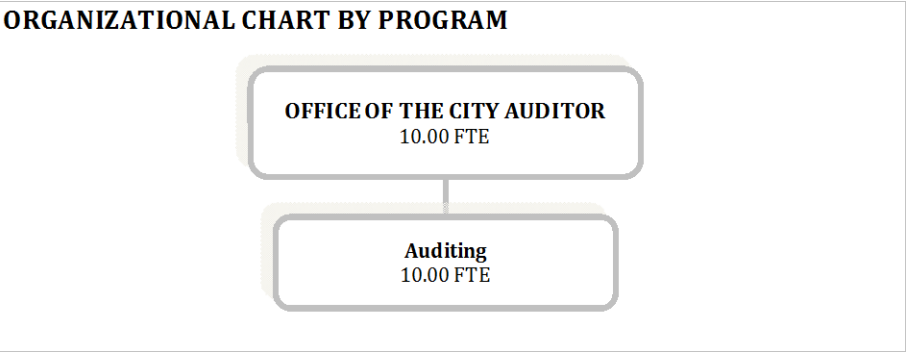 ORGANIZATIONAL CHART BY PROGRAM
OFFICE OF THE CITY AUDITOR
10.00 FTE
Auditing
10.00 FTE